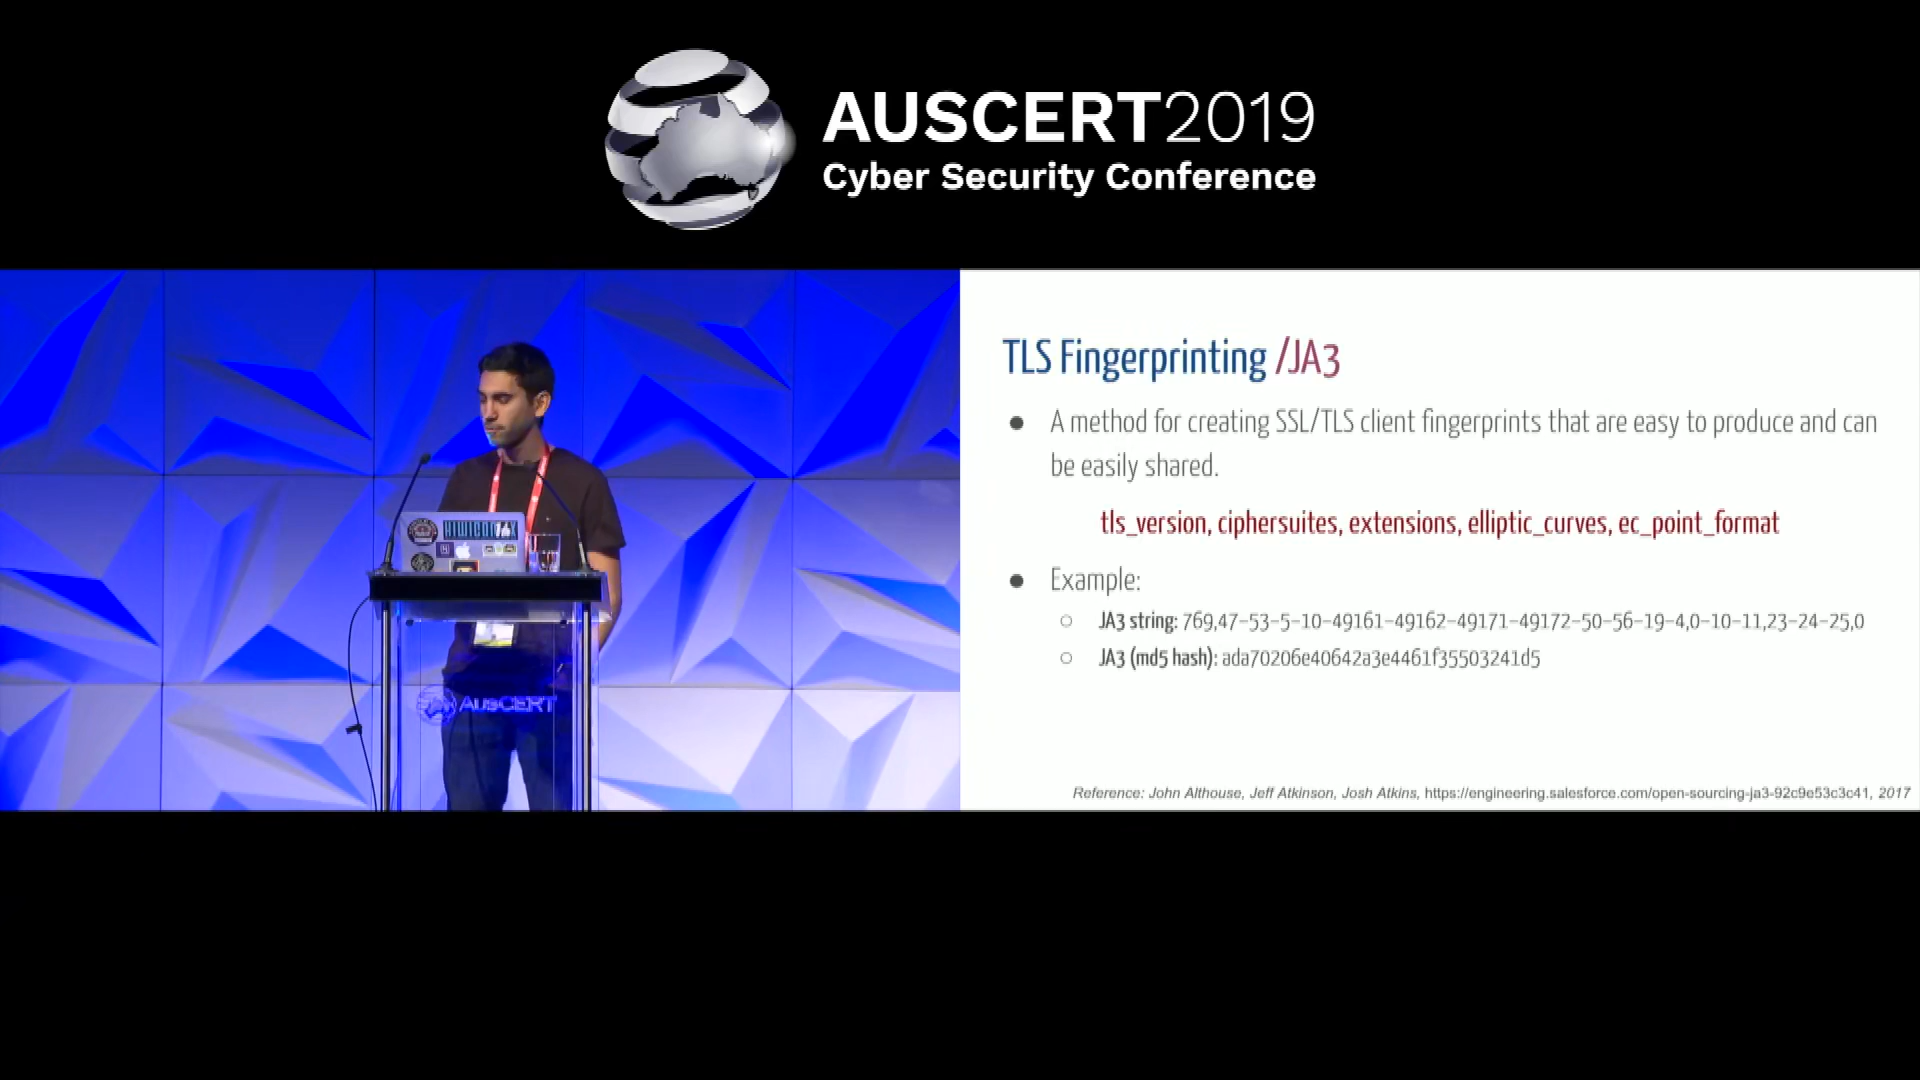 AUSCERT2019
Cyber Security Conference
TLS Fingerprinting /JA3
● A method for creating SSL/TLS client fingerprints that are easy to produce and can
be easily shared.
tls_version, ciphersuites, extensions, elliptic_curves, ec_point_format
● Example:
○ JA3 string: 769,47–53–5–10–49161–49162–49171–49172–50–56–19–4,0–10–11,23–24–25,0
○ JA3 (md5 hash): ada70206e40642a3e4461f35503241d5
Reference: John Althouse, Jeff Atkinson, Josh Atkins, https://engineering.salesforce.com/open-sourcing-ja3-92c9e53c3c41, 2017
AUSCERT